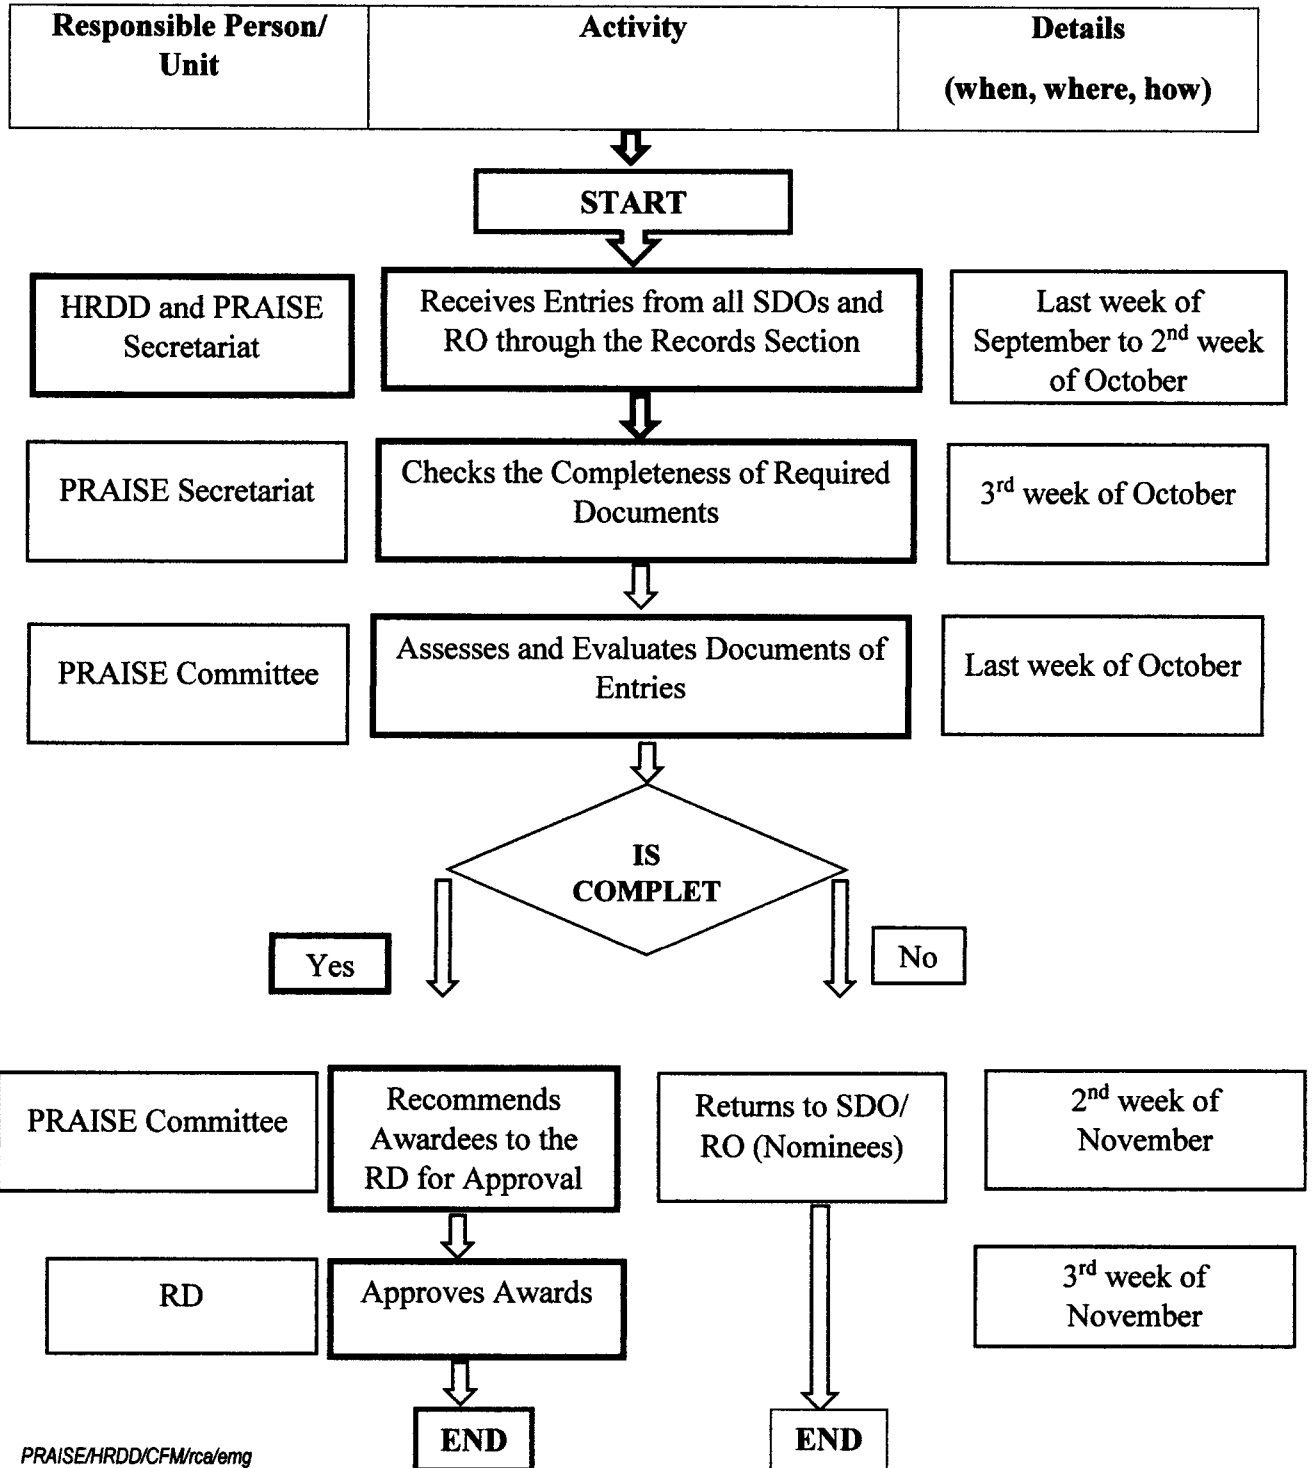 Responsible Person/
Unit
Activity
Details
(when, where, how)
START
HRDD and PRAISE
Secretariat
Receives Entries from all SDOs and
RO through the Records Section
Last week of
September to 2nd week
of October
PRAISE Secretariat
Checks the Completeness of Required
Documents
3rd week of October
PRAISE Committee
Assesses and Evaluates Documents of
Entries
Last week of October
IS
COMPLET
Yes
No
PRAISE Committee
Recommends
Awardees to the
RD for Approval
Returns to SDO/
RO (Nominees)
2nd week of
November
RD
Approves Awards
3rd week of
November
END
END
PRAISE/HRDD/CFM/rca/emg